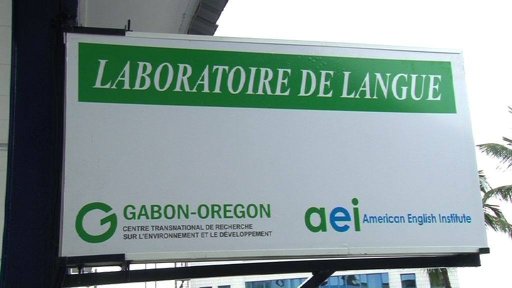 LABORATOIRE DE LANGUE
G GABON-OREGON
CENTRE TRANSNATIONAL DE RECHERCHE
SUR L'ENVIRONNEMENT ET LE DÉVELOPPEMENT
aei American English Institute